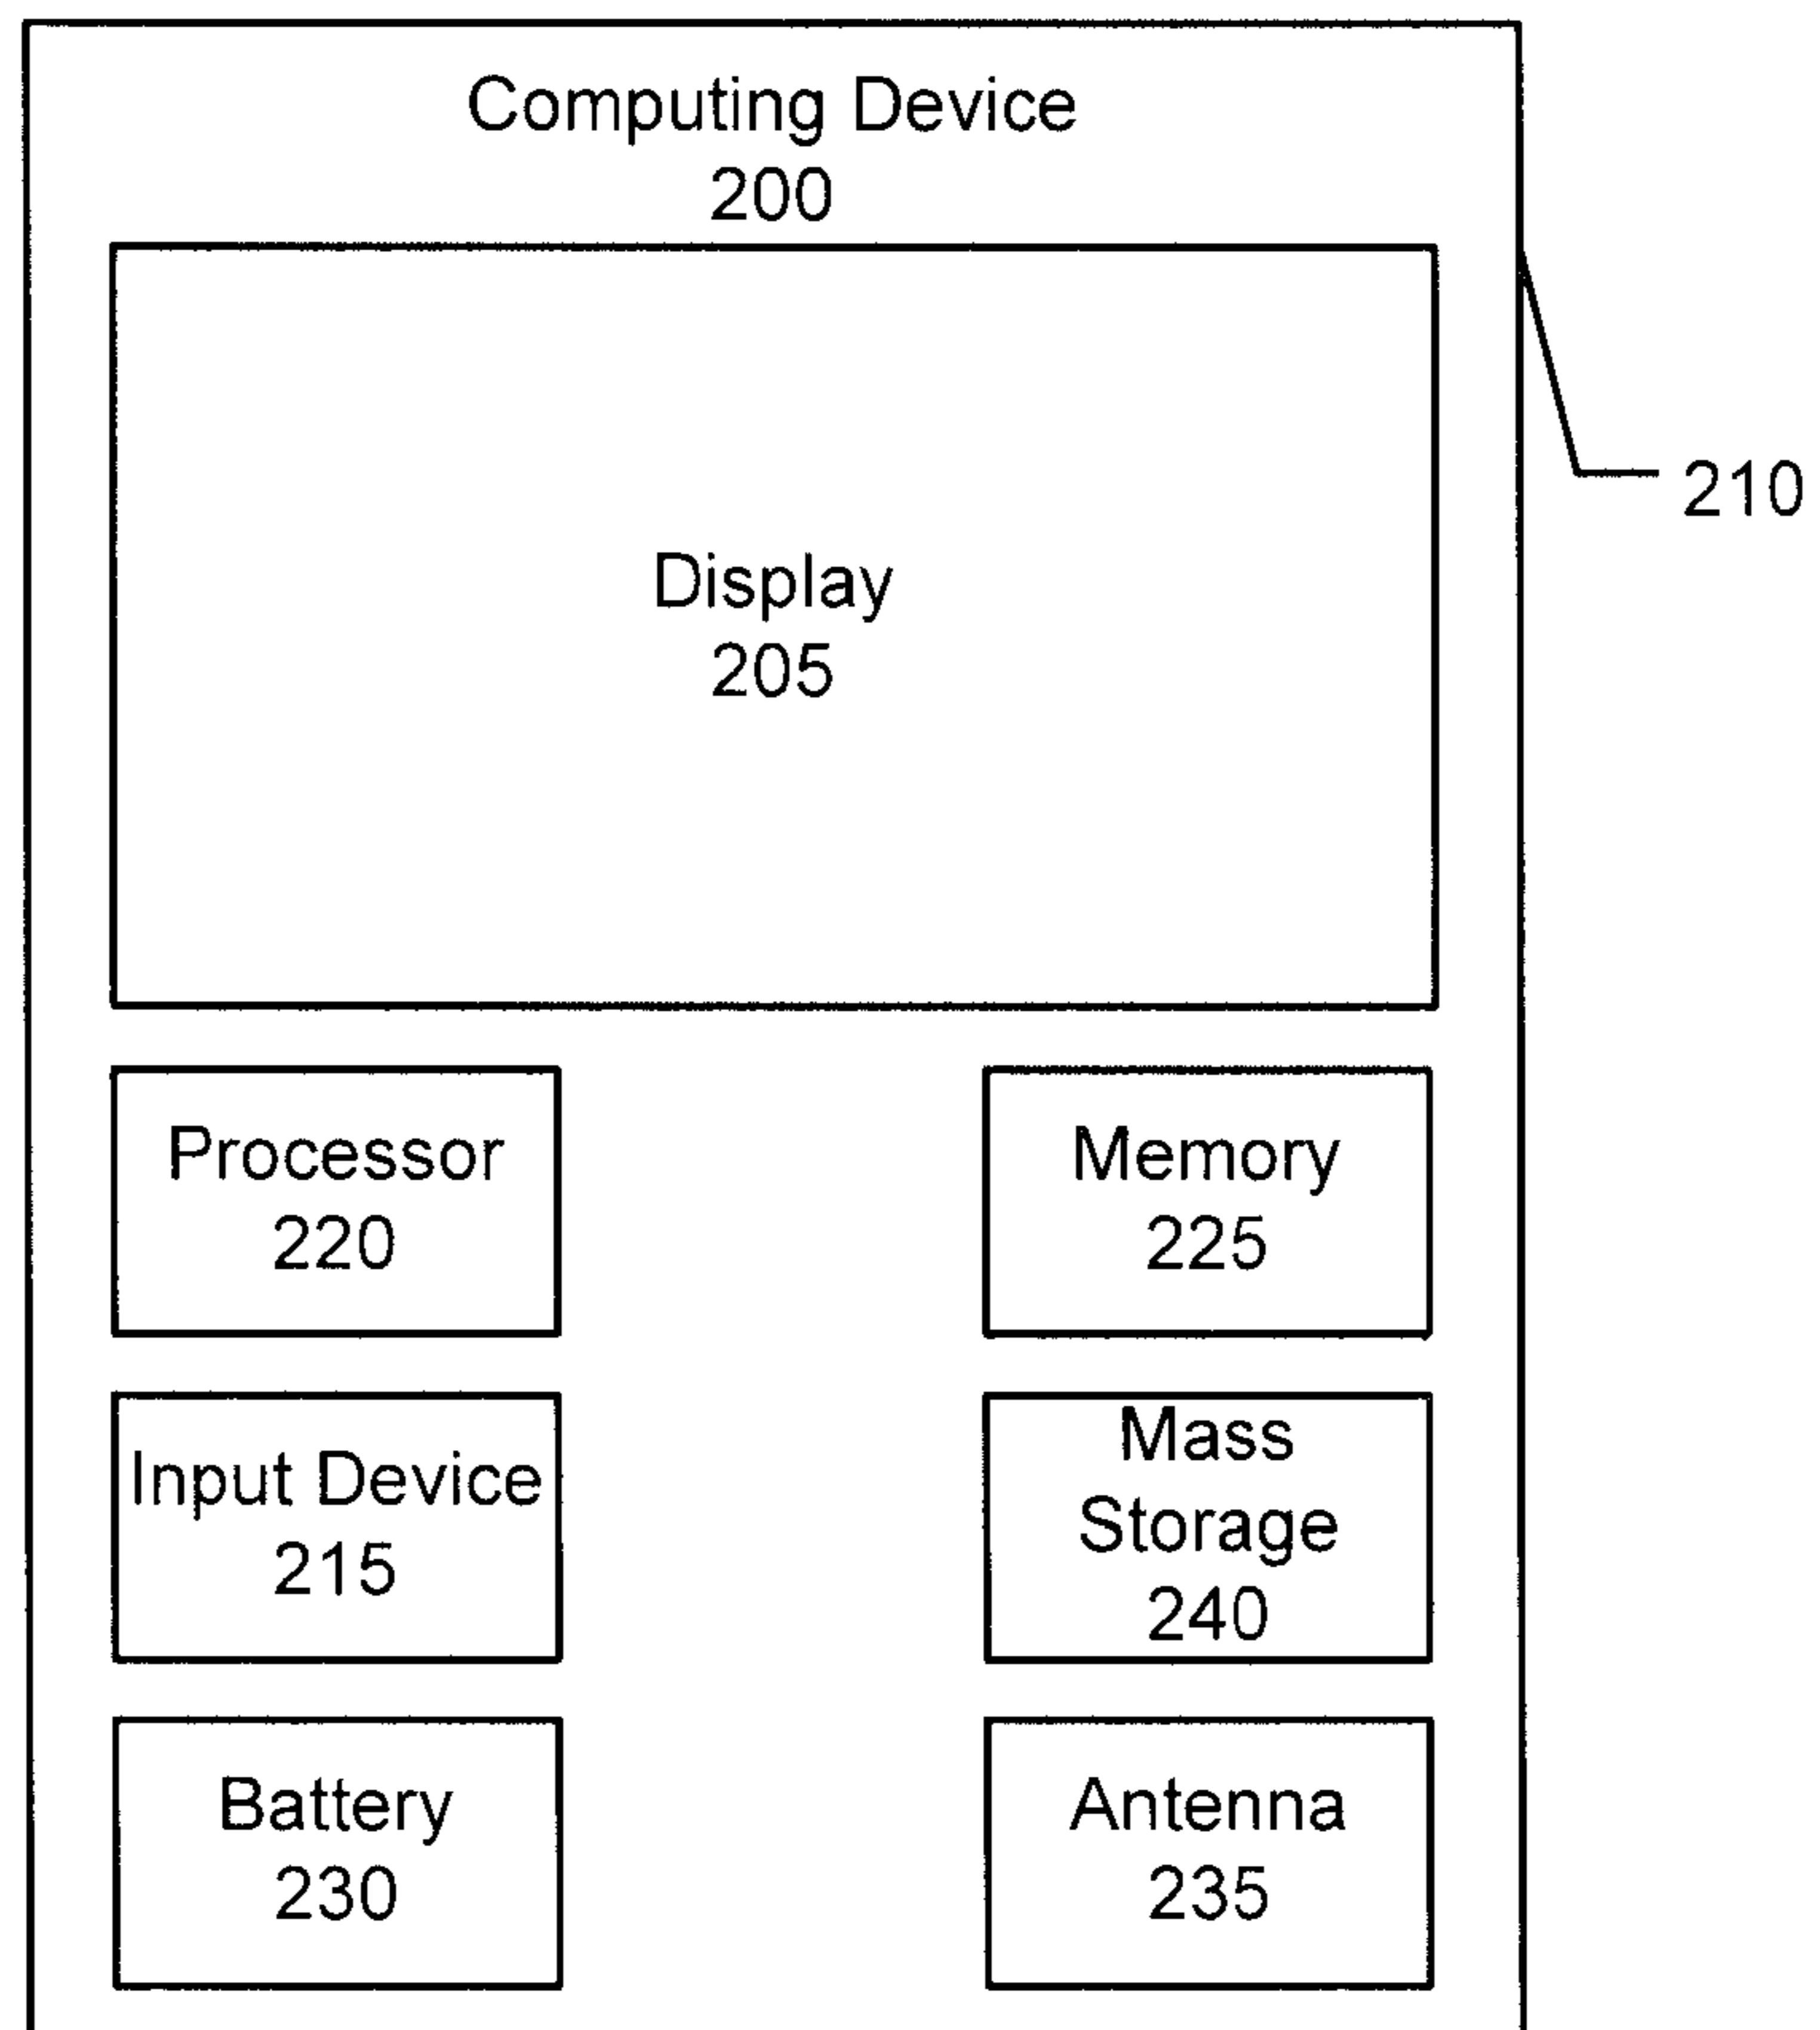 Computing Device
200
210
Display
205
Processor
220
Memory
225
Input Device
215
Mass
Storage
240
Battery
230
Antenna
235